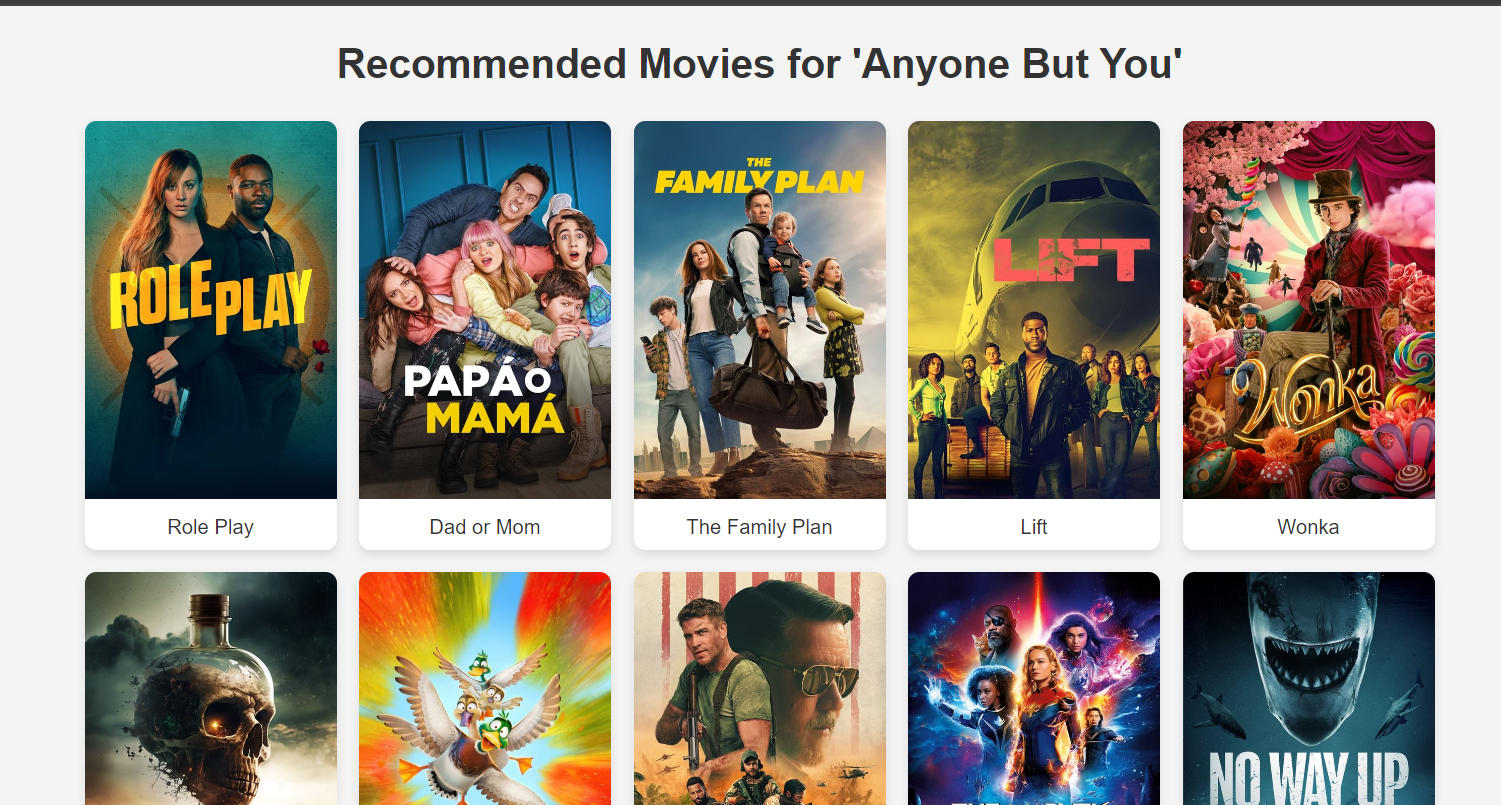 Recommended Movies for 'Anyone But You'
ROLE PLAY
PAPÁ O
MAMÁ
THE
FAMILY PLAN
LIFT
Wonka
Role Play
Dad or Mom
The Family Plan
Lift
Wonka
NO WAY UP